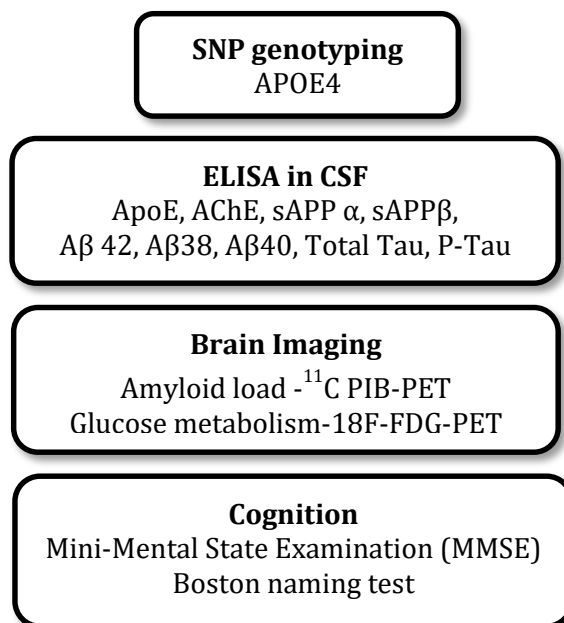 SNP genotyping
APOE4
ELISA in CSF
ApoE, AChE, sAPP α, sAPPβ,
Aβ 42, Aβ38, Aβ40, Total Tau, P-Tau
Brain Imaging
Amyloid load -¹¹C PIB-PET
Glucose metabolism-18F-FDG-PET
Cognition
Mini-Mental State Examination (MMSE)
Boston naming test